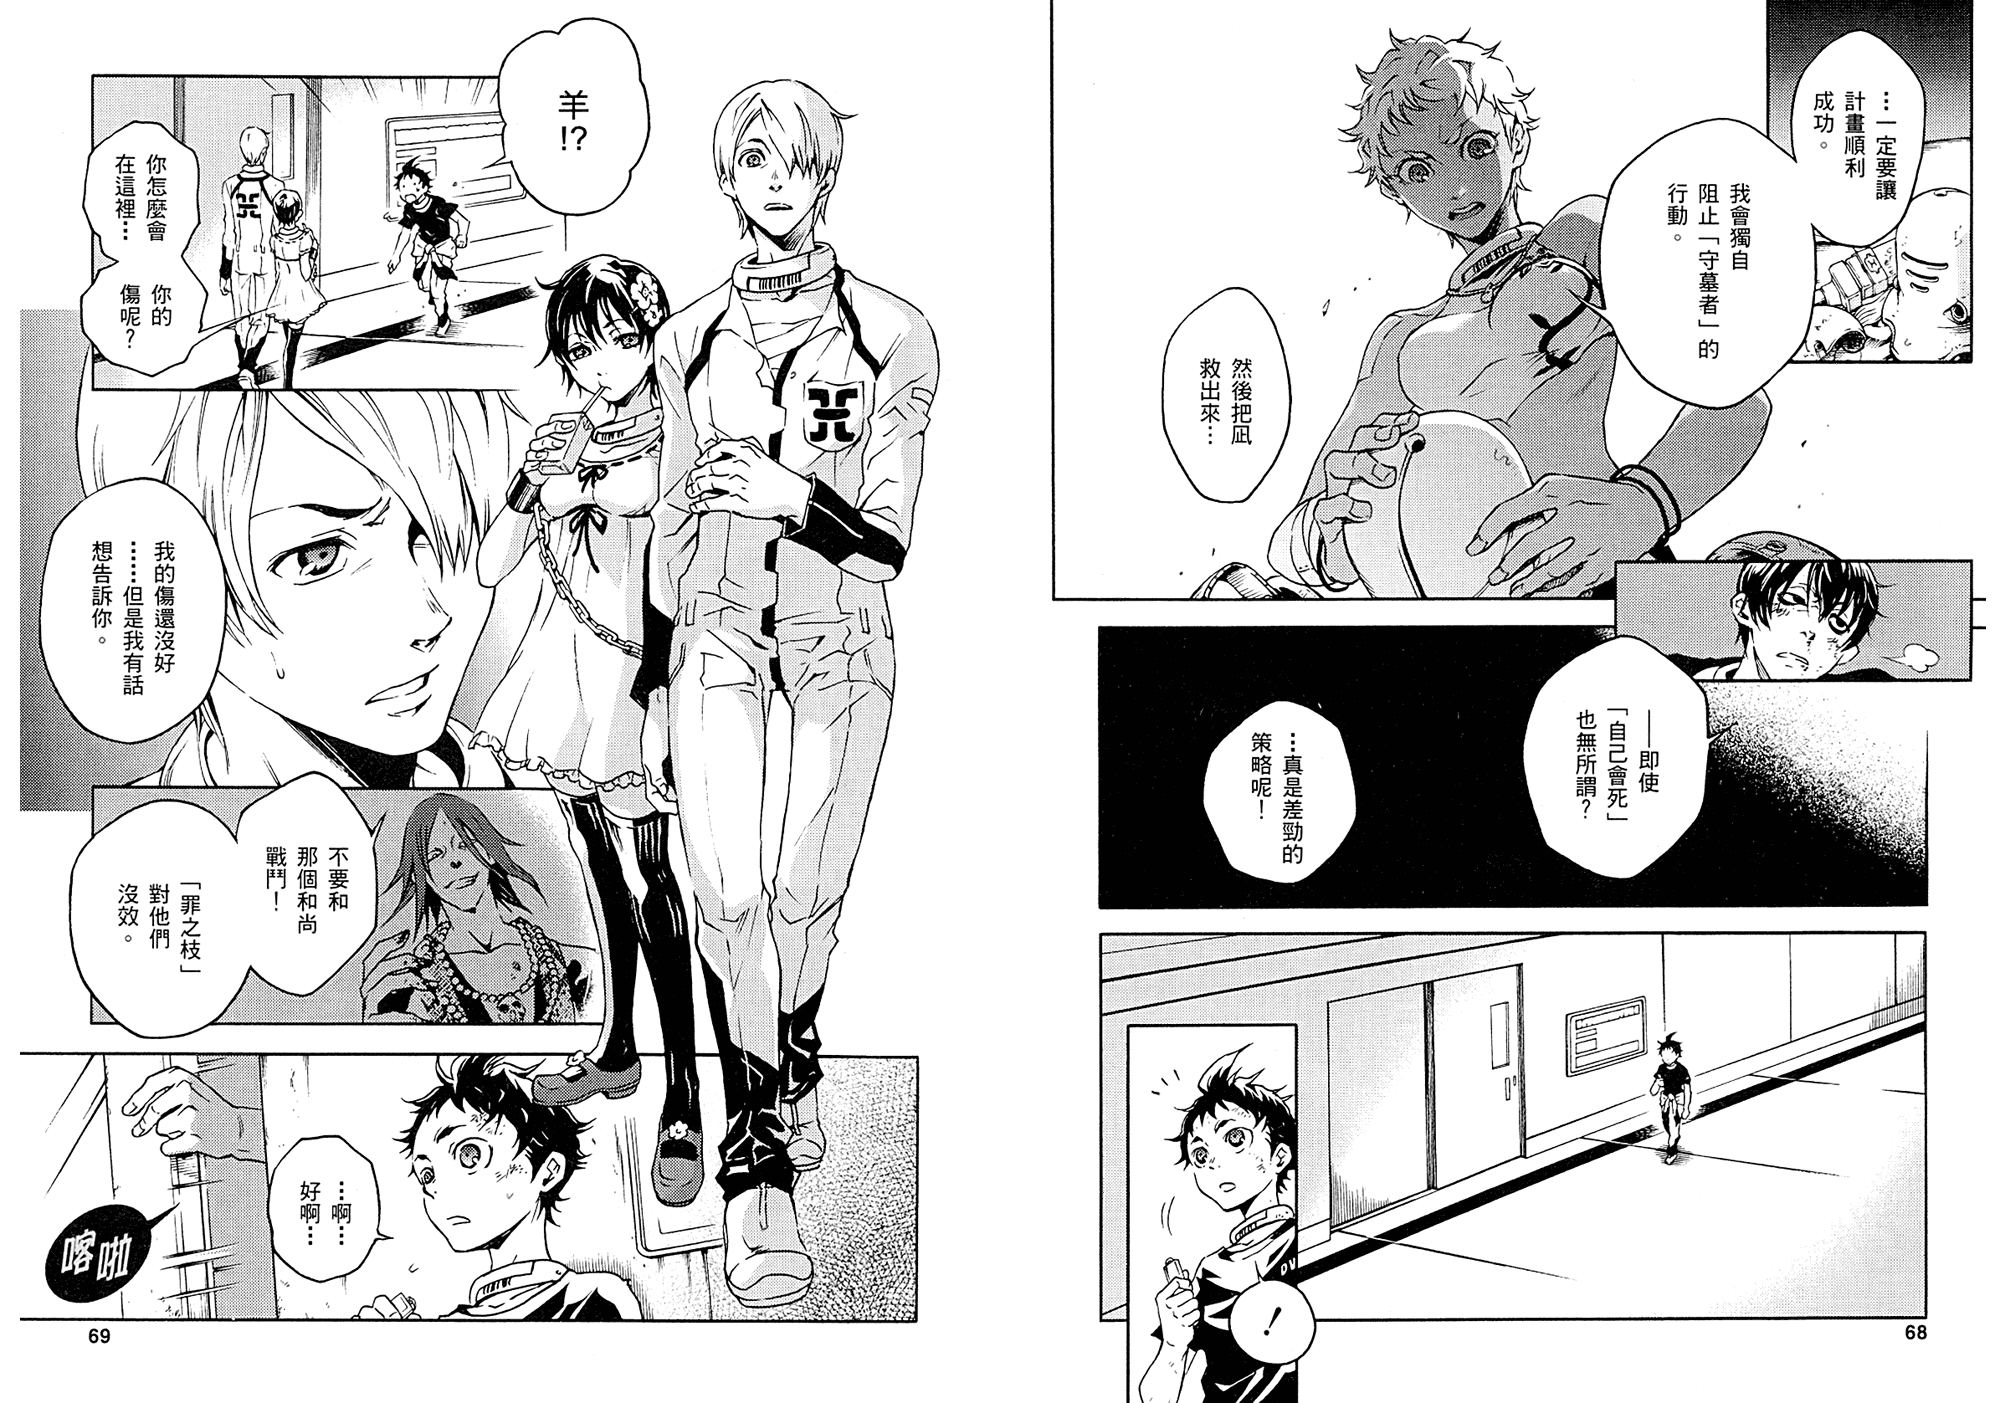 …一定要讓
計畫順利
成功。
我會獨自
阻止「守墓者」的
行動。
然後把凪
救出來…
──即使
「自己會死」
也無所謂？
…真是差勁的
策略呢！
DV
！
68
羊!?
你怎麼會
在這裡…
你的
傷呢？
我的傷還沒好
……但是我有話
想告訴你。
不要和
那個和尚
戰鬥！
「罪之枝」
對他們
沒效。
…啊…
好啊…
喀啦
69